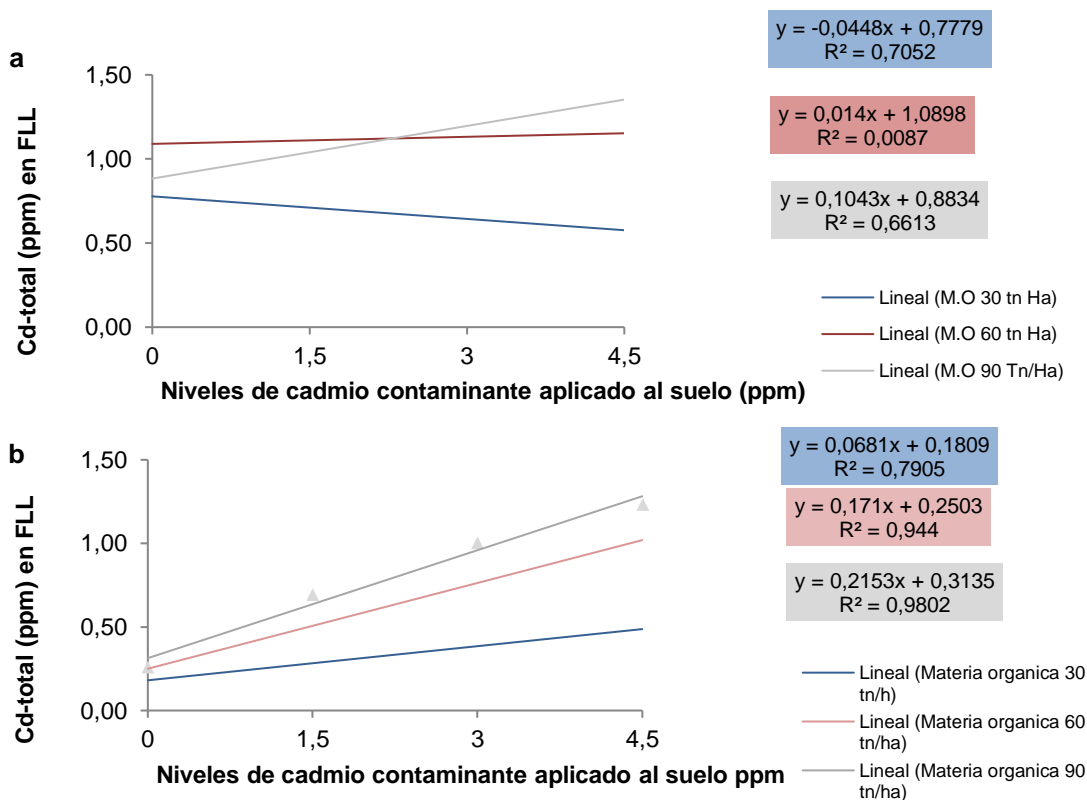 a
Cd-total (ppm) en FLL
1,50
1,00
0,50
0,00
0
1,5
3
4,5
Niveles de cadmio contaminante aplicado al suelo (ppm)
y = -0,0448x + 0,7779
R² = 0,7052
y = 0,014x + 1,0898
R² = 0,0087
y = 0,1043x + 0,8834
R² = 0,6613
Lineal (M.O 30 tn Ha)
Lineal (M.O 60 tn Ha)
Lineal (M.O 90 Tn/Ha)
b
Cd-total (ppm) en FLL
1,50
1,00
0,50
0,00
0
1,5
3
4,5
Niveles de cadmio contaminante aplicado al suelo ppm
y = 0,0681x + 0,1809
R² = 0,7905
y = 0,171x + 0,2503
R² = 0,944
y = 0,2153x + 0,3135
R² = 0,9802
Lineal (Materia organica 30
tn/h)
Lineal (Materia organica 60
tn/ha)
Lineal (Materia organica 90
tn/ha)